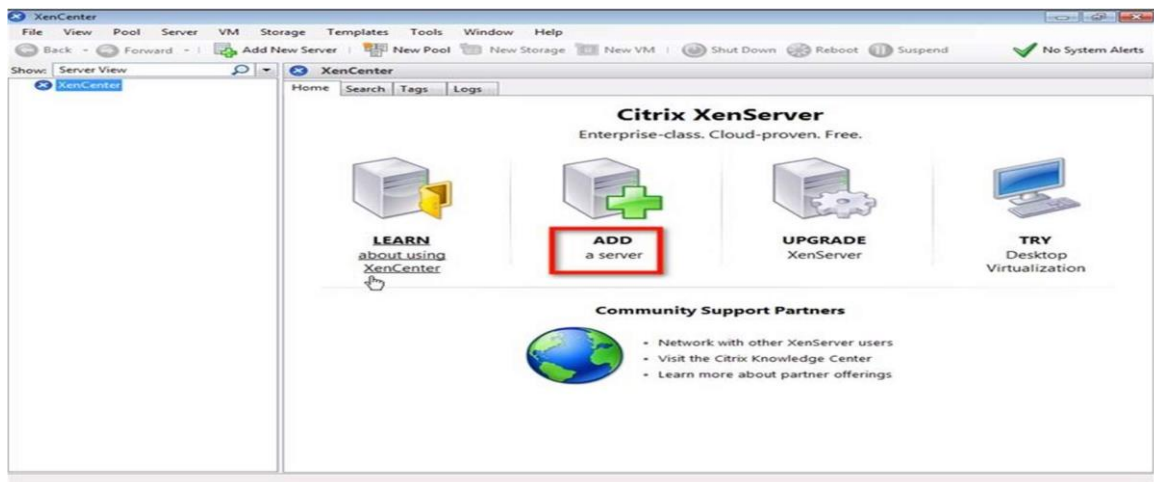 XenCenter
File View Pool Server VM Storage Templates Tools Window Help
Back Forward Add New Server New Pool New Storage New VM Shut Down Reboot Suspend No System Alerts
Show: Server View XenCenter
XenCenter
Home Search Tags Logs
Citrix XenServer
Enterprise-class. Cloud-proven. Free.
LEARN
about using
XenCenter
ADD
a server
UPGRADE
XenServer
TRY
Desktop
Virtualization
Community Support Partners
• Network with other XenServer users
• Visit the Citrix Knowledge Center
• Learn more about partner offerings